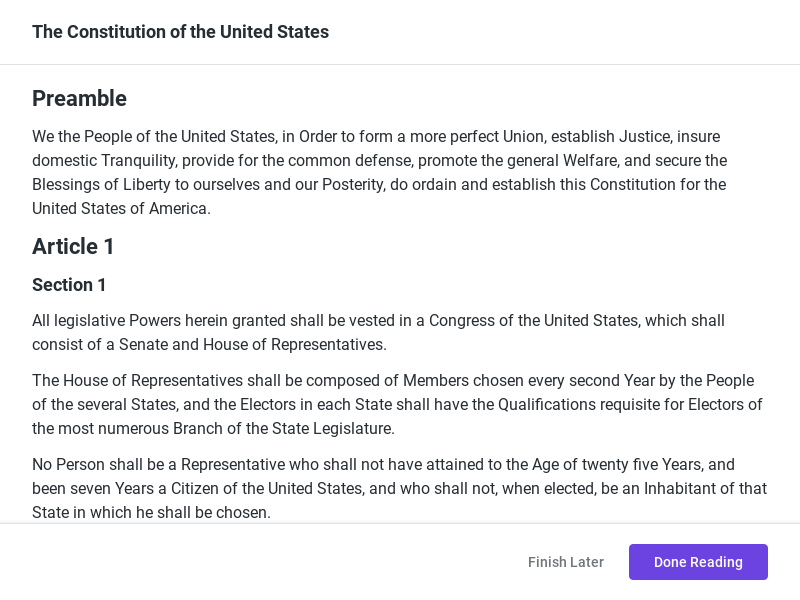 The Constitution of the United States
Preamble
We the People of the United States, in Order to form a more perfect Union, establish Justice, insure
domestic Tranquility, provide for the common defense, promote the general Welfare, and secure the
Blessings of Liberty to ourselves and our Posterity, do ordain and establish this Constitution for the
United States of America.
Article 1
Section 1
All legislative Powers herein granted shall be vested in a Congress of the United States, which shall
consist of a Senate and House of Representatives.
The House of Representatives shall be composed of Members chosen every second Year by the People
of the several States, and the Electors in each State shall have the Qualifications requisite for Electors of
the most numerous Branch of the State Legislature.
No Person shall be a Representative who shall not have attained to the Age of twenty five Years, and
been seven Years a Citizen of the United States, and who shall not, when elected, be an Inhabitant of that
State in which he shall be chosen.
Finish Later
Done Reading